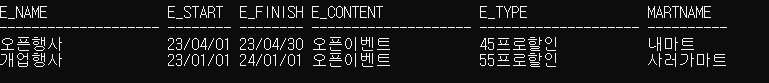 E_NAME E_START E_FINISH E_CONTENT E_TYPE MARTNAME
-------------------- -------- -------- -------------------- -------------------- ----------
오픈행사 23/04/01 23/04/30 오픈이벤트 45프로할인 내마트
개업행사 23/01/01 24/01/01 오픈이벤트 55프로할인 사러가마트